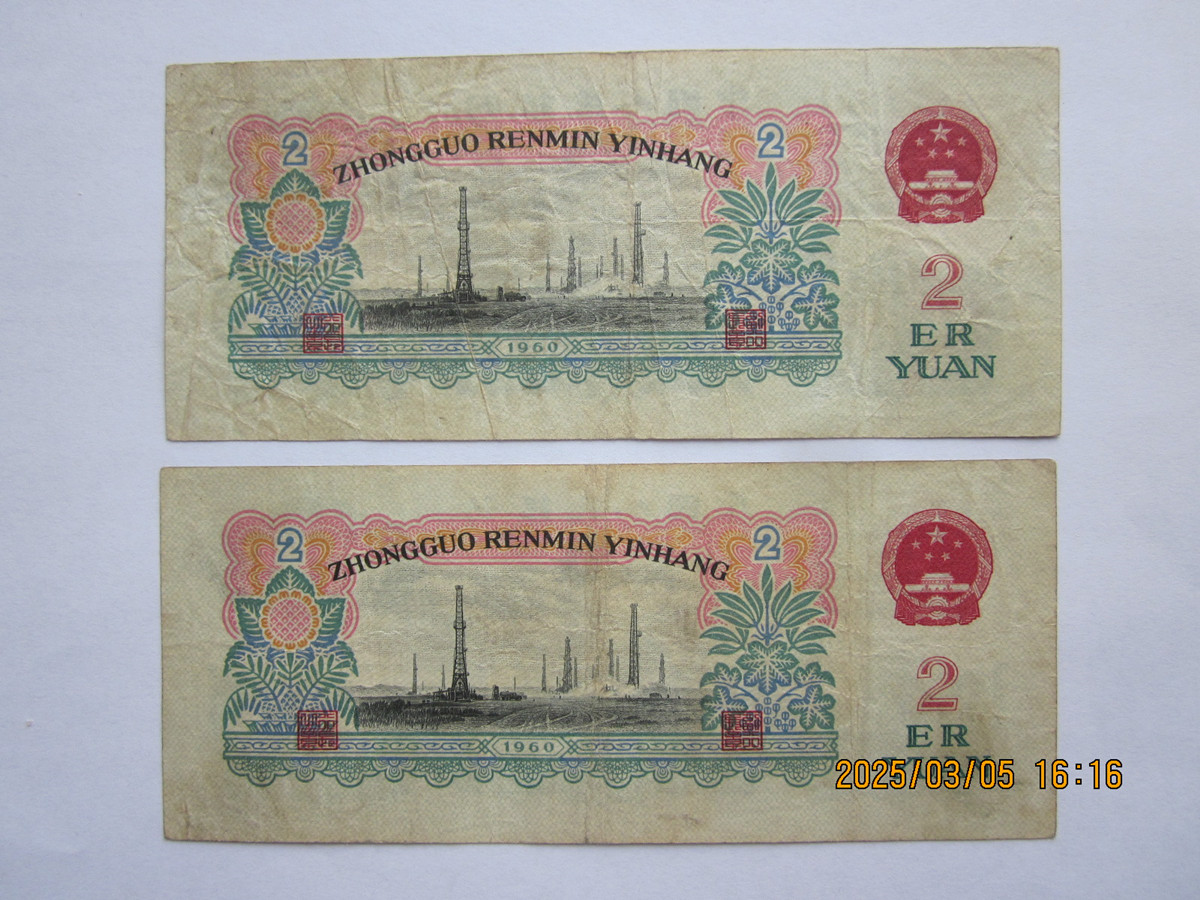 2 2
ZHONGGUO RENMIN YINHANG
1960
2
ER
YUAN
2 2
ZHONGGUO RENMIN YINHANG
1960
2
ER
2025/03/05 16:16